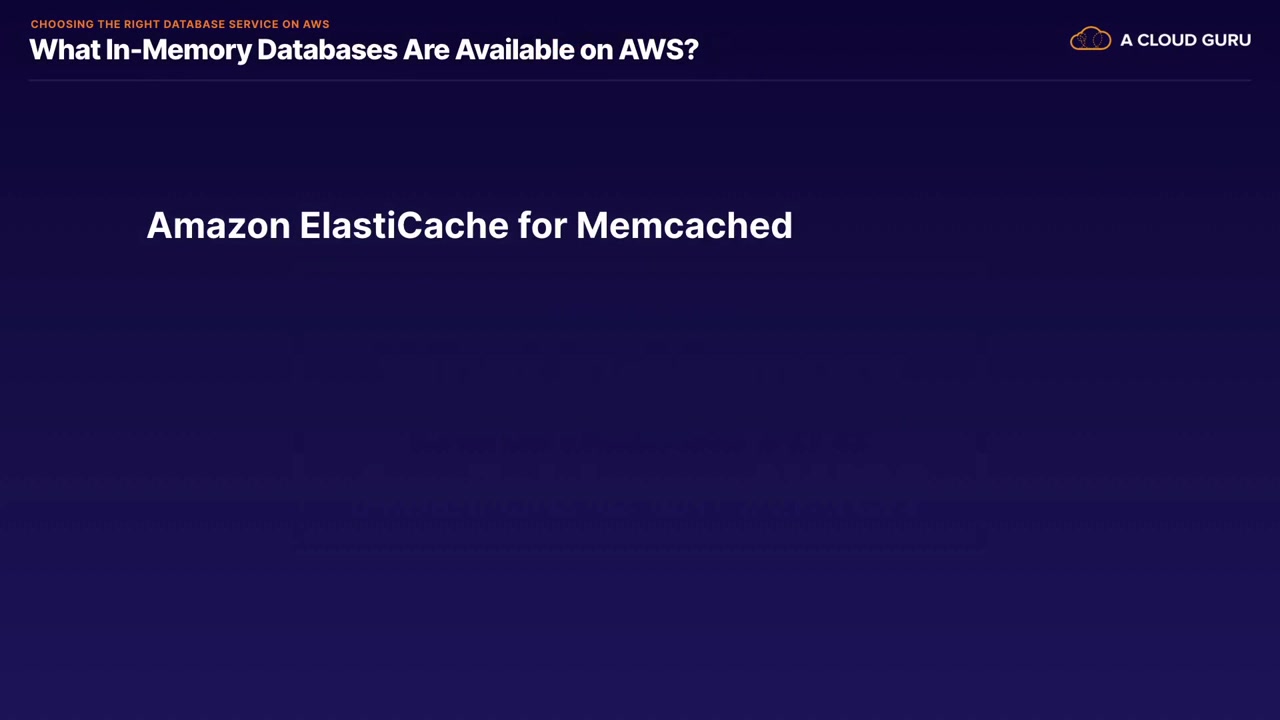 CHOOSING THE RIGHT DATABASE SERVICE ON AWS
What In-Memory Databases Are Available on AWS?
A CLOUD GURU
Amazon ElastiCache for Memcached